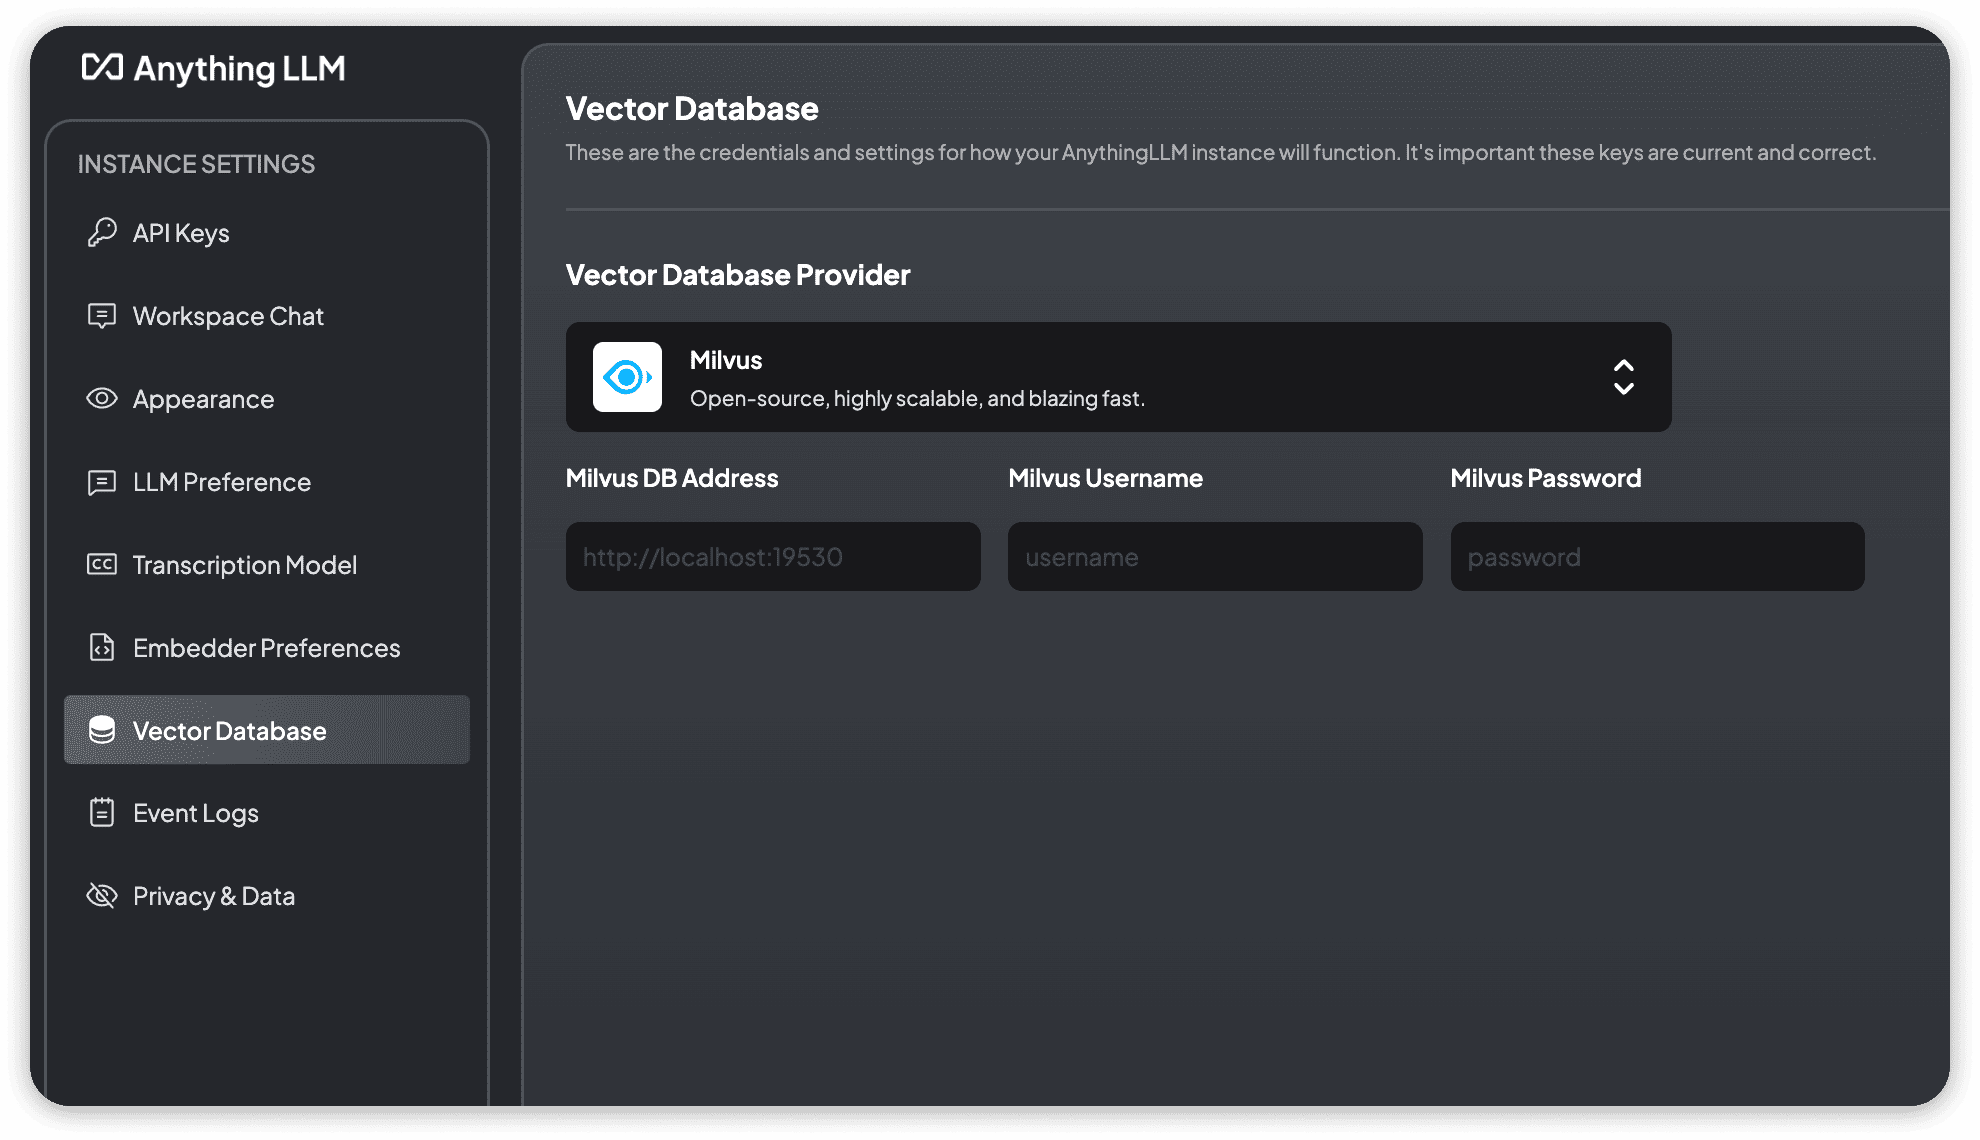 Anything LLM
INSTANCE SETTINGS
API Keys
Workspace Chat
Appearance
LLM Preference
Transcription Model
Embedder Preferences
Vector Database
Event Logs
Privacy & Data
Vector Database
These are the credentials and settings for how your AnythingLLM instance will function. It's important these keys are current and correct.
Vector Database Provider
Milvus
Open-source, highly scalable, and blazing fast.
Milvus DB Address
Milvus Username
Milvus Password
http://localhost:19530
username
password